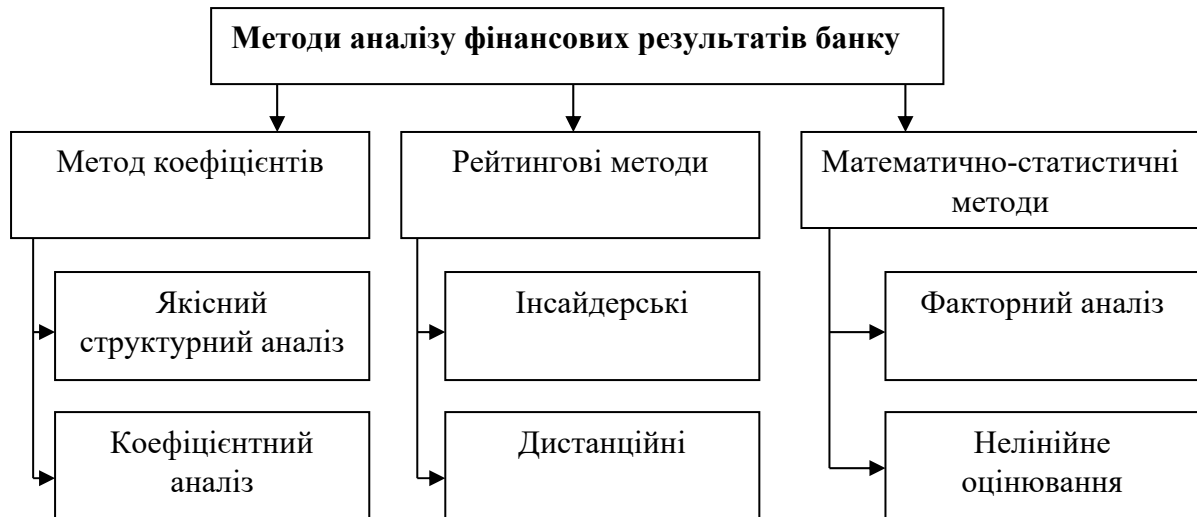 Методи аналізу фінансових результатів банку
Метод коефіцієнтів
Рейтингові методи
Математично-статистичні
методи
Якісний
структурний аналіз
Інсайдерські
Факторний аналіз
Коефіцієнтний
аналіз
Дистанційні
Нелінійне
оцінювання